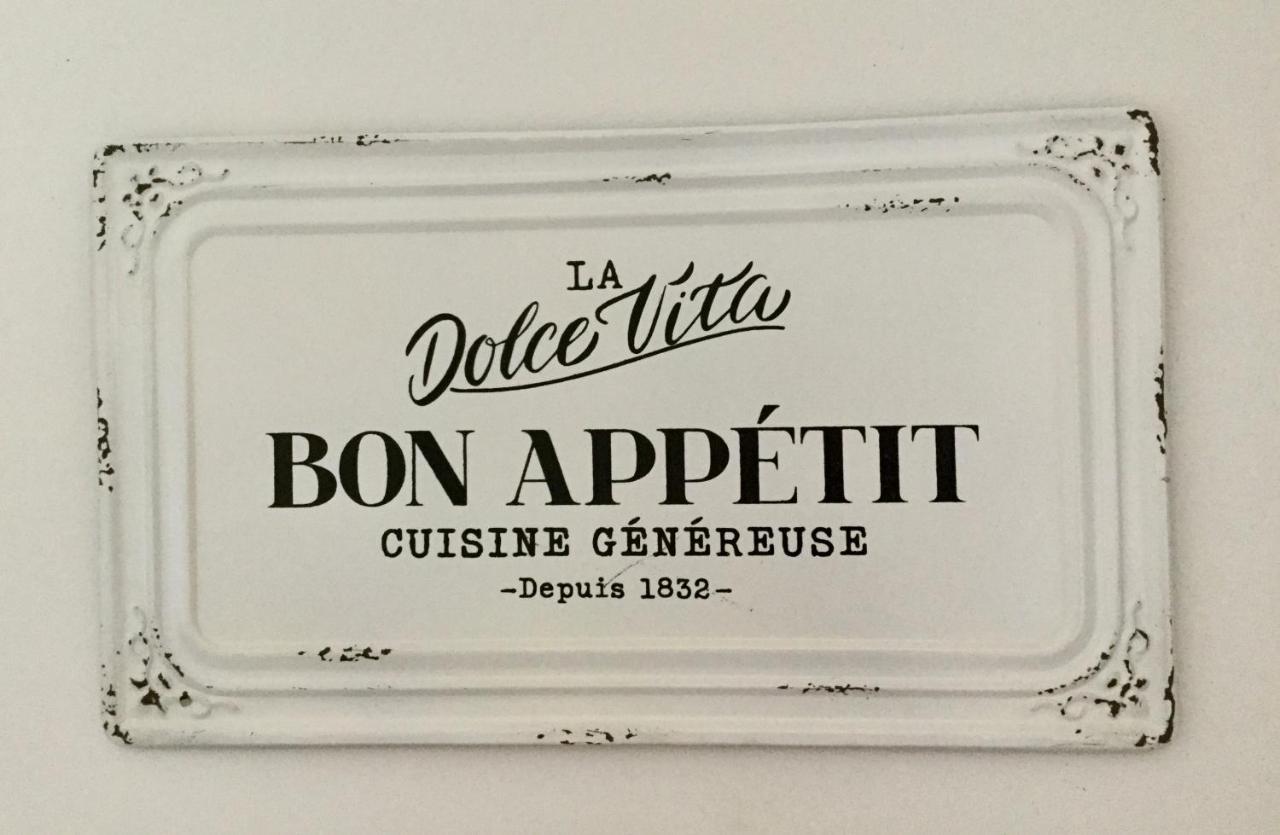 LA
Dolce Vita
BON APPÉTIT
CUISINE GÉNÉREUSE
-Depuis 1832-